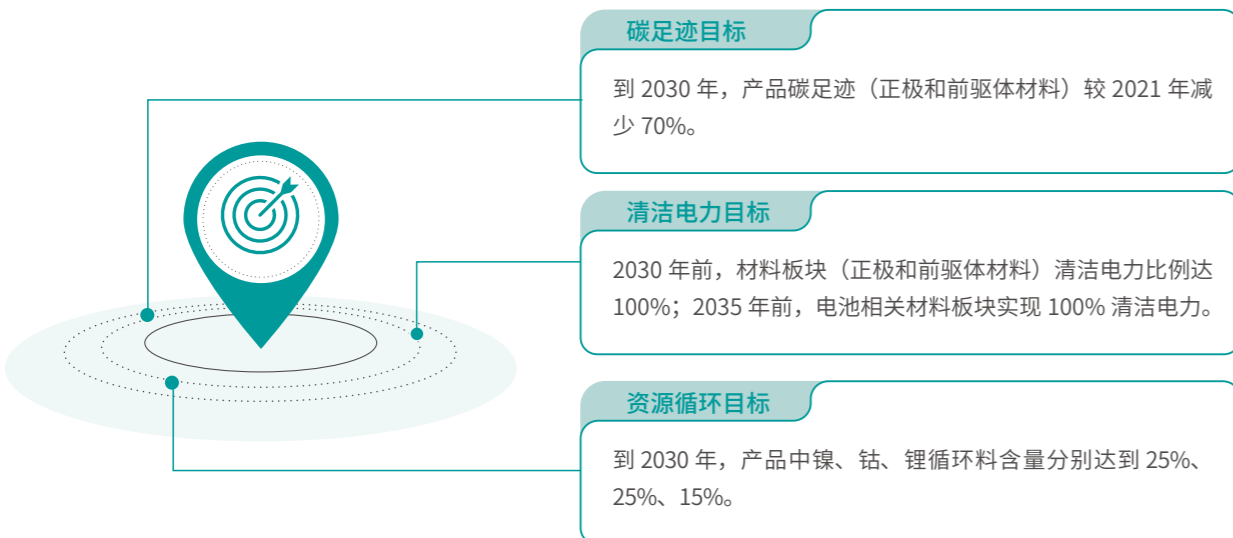 碳足迹目标
到 2030 年，产品碳足迹（正极和前驱体材料）较 2021 年减
少 70%。
清洁电力目标
2030 年前，材料板块（正极和前驱体材料）清洁电力比例达
100%；2035 年前，电池相关材料板块实现 100% 清洁电力。
资源循环目标
到 2030 年，产品中镍、钴、锂循环料含量分别达到 25%、
25%、15%。